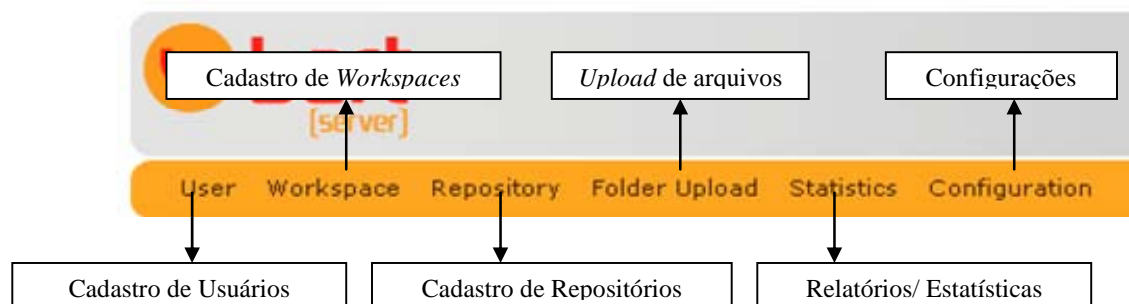 Cadastro de Workspaces
Upload de arquivos
Configurações
[server]
User Workspace Repository Folder Upload Statistics Configuration
Cadastro de Usuários
Cadastro de Repositórios
Relatórios/ Estatísticas